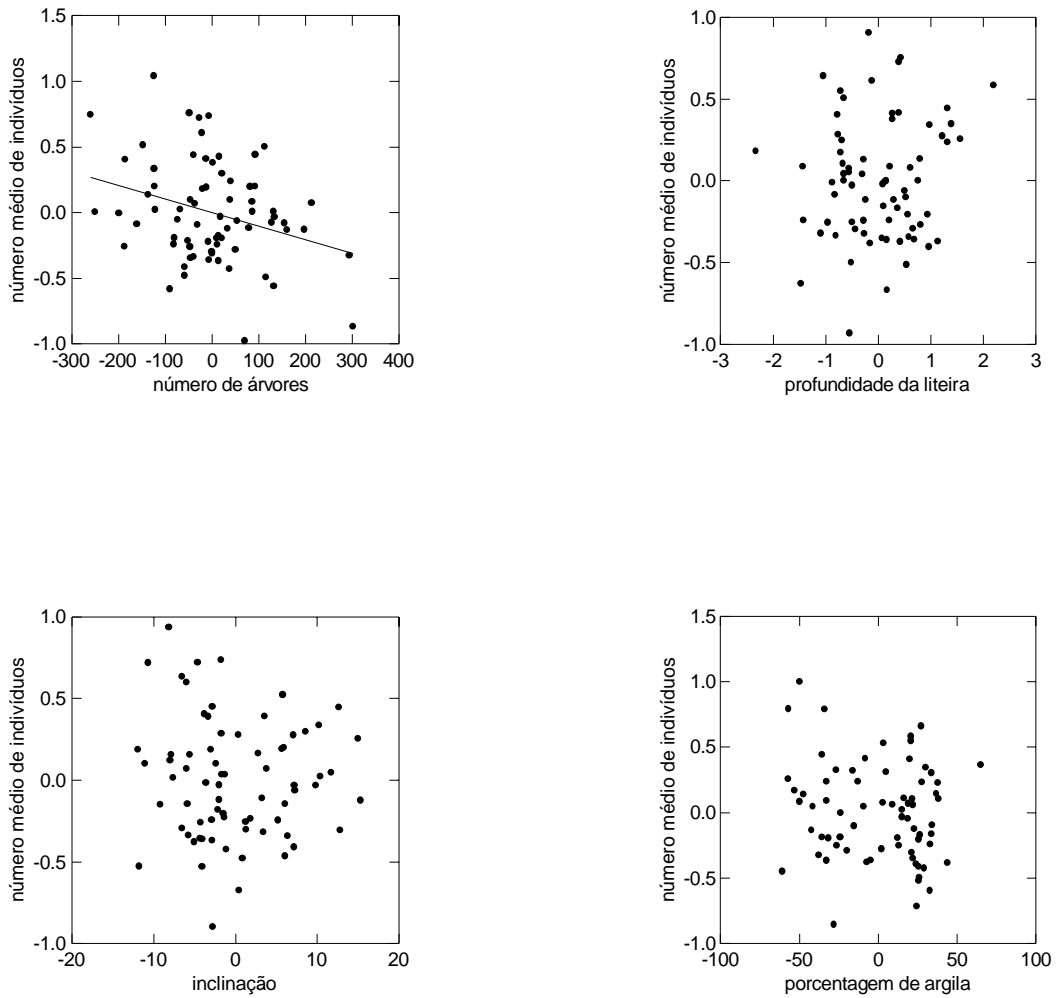 1.5
1.0
0.5
0.0
-0.5
-1.0
número médio de indivíduos
-300 -200 -100 0 100 200 300 400
número de árvores
1.0
0.5
0.0
-0.5
-1.0
número médio de indivíduos
-3 -2 -1 0 1 2 3
profundidade da liteira
1.0
0.5
0.0
-0.5
-1.0
número médio de indivíduos
-20 -10 0 10 20
inclinação
1.5
1.0
0.5
0.0
-0.5
-1.0
número médio de indivíduos
-100 -50 0 50 100
porcentagem de argila